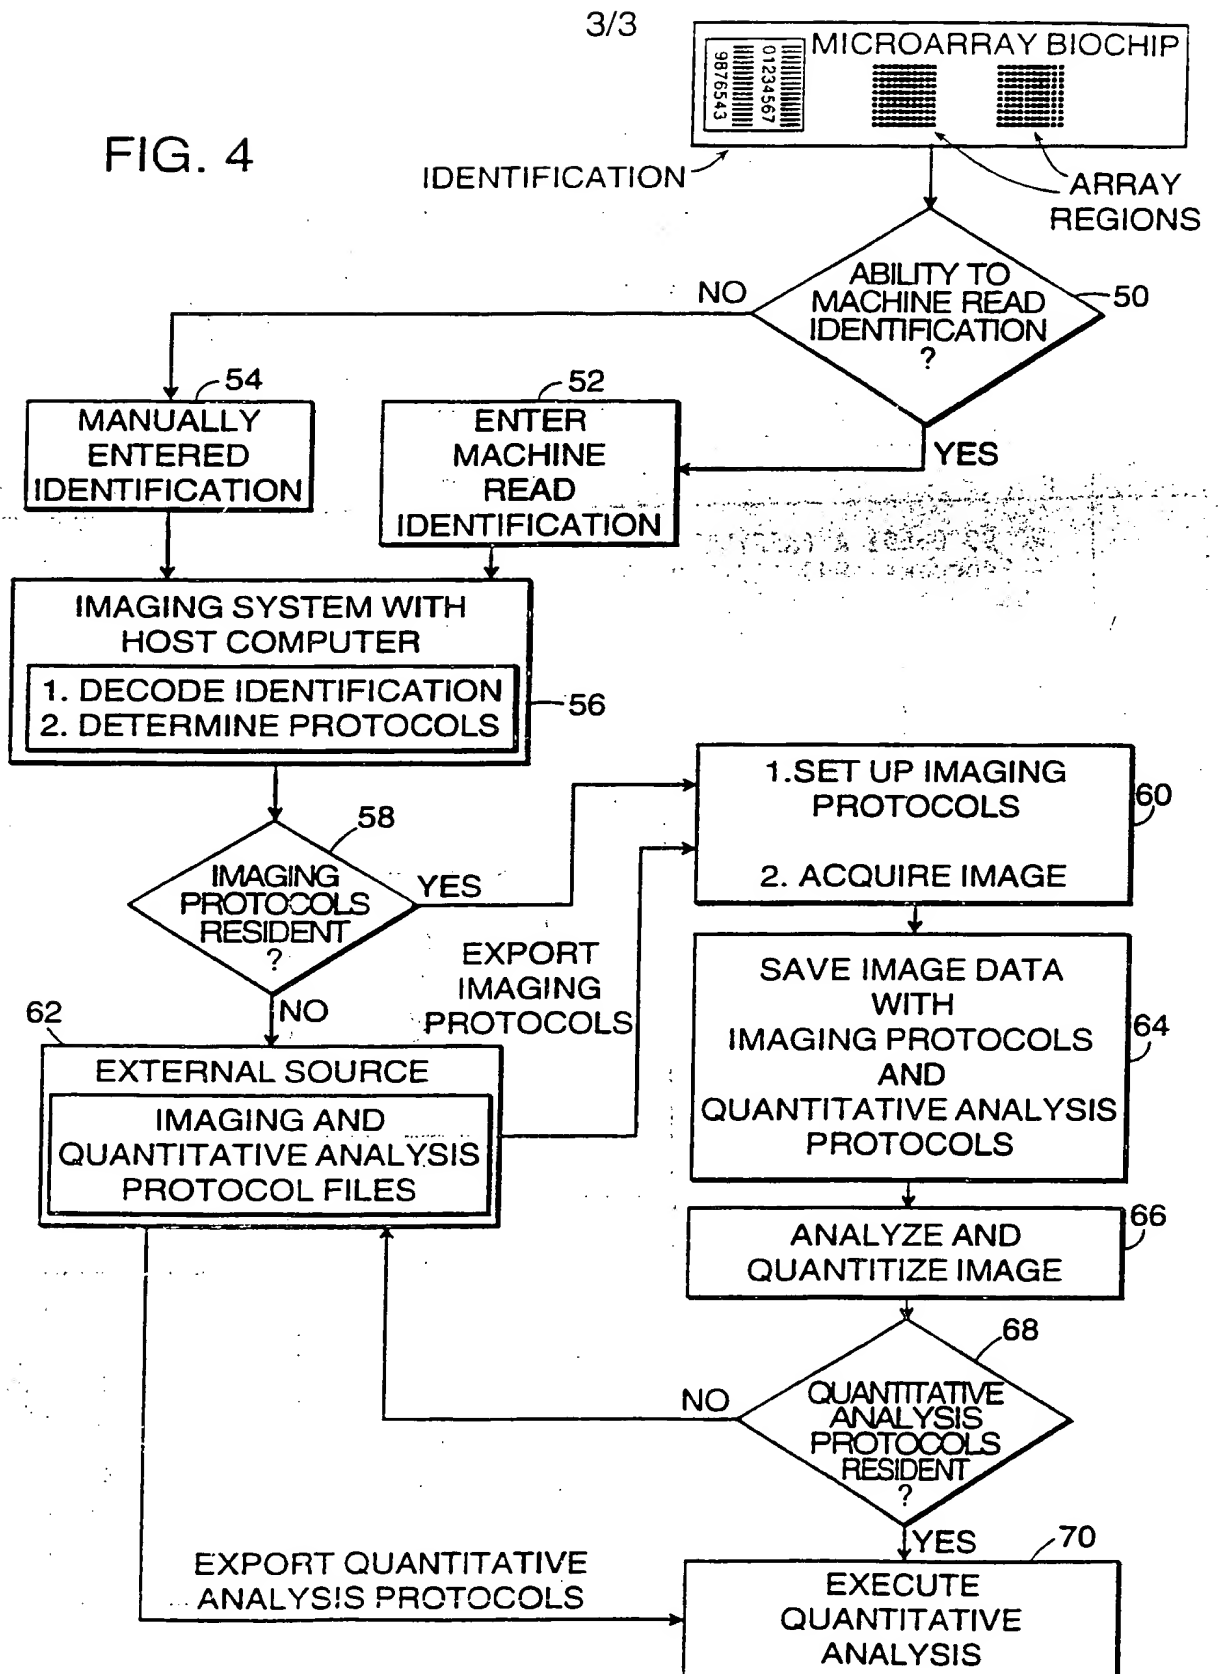 3/3
FIG. 4
MICROARRAY BIOCHIP
01234567
9876543
IDENTIFICATION
ARRAY
REGIONS
ABILITY TO
MACHINE READ
IDENTIFICATION
?
50
NO
YES
54
MANUALLY
ENTERED
IDENTIFICATION
52
ENTER
MACHINE
READ
IDENTIFICATION
IMAGING SYSTEM WITH
HOST COMPUTER
1. DECODE IDENTIFICATION
2. DETERMINE PROTOCOLS
56
58
IMAGING
PROTOCOLS
RESIDENT
?
YES
NO
1.SET UP IMAGING
PROTOCOLS
2. ACQUIRE IMAGE
60
EXPORT
IMAGING
PROTOCOLS
62
EXTERNAL SOURCE
IMAGING AND
QUANTITATIVE ANALYSIS
PROTOCOL FILES
SAVE IMAGE DATA
WITH
IMAGING PROTOCOLS
AND
QUANTITATIVE ANALYSIS
PROTOCOLS
64
ANALYZE AND
QUANTITIZE IMAGE
66
68
QUANTITATIVE
ANALYSIS
PROTOCOLS
RESIDENT
?
NO
YES
EXPORT QUANTITATIVE
ANALYSIS PROTOCOLS
70
EXECUTE
QUANTITATIVE
ANALYSIS